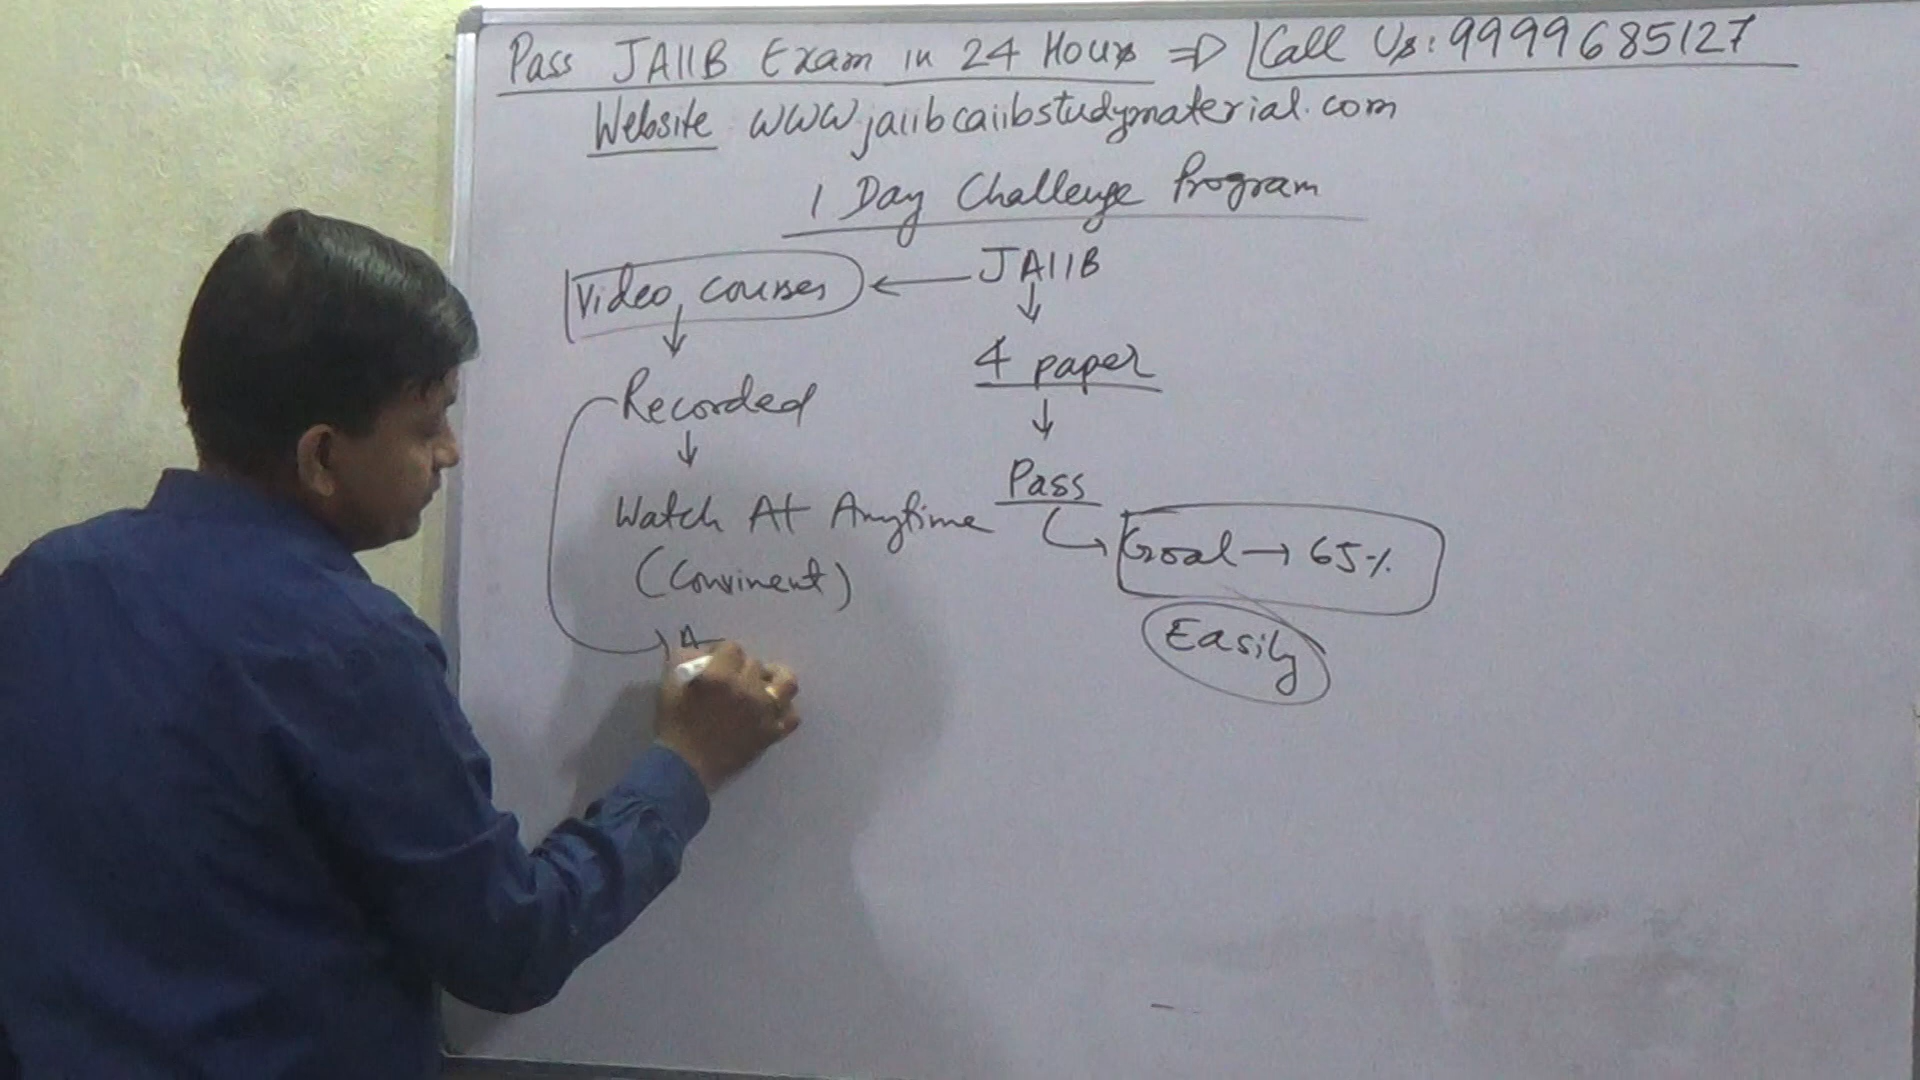 Pass JAIIB Exam in 24 Hours ⇒ Call Us: 9999685127
Website www.jaiibcaiibstudymaterial.com
1 Day Challenge Program
Video courses ← JAIIB
↓ ↓
Recorded 4 paper
↓ ↓
Watch At Anytime Pass
(Convinent) Goal → 65%
A Easily